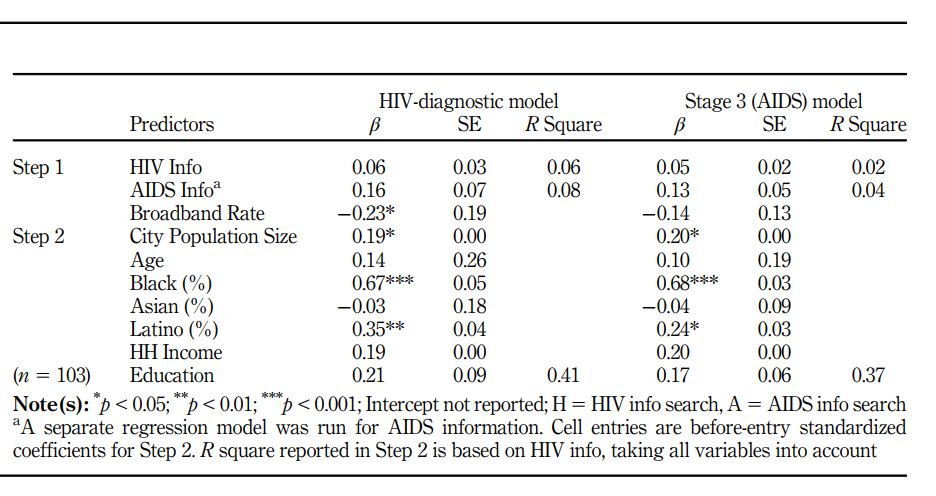 HIV-diagnostic model Stage 3 (AIDS) model
Predictors β SE R Square β SE R Square
Step 1 HIV Info 0.06 0.03 0.06 0.05 0.02 0.02
AIDS Infoᵃ 0.16 0.07 0.08 0.13 0.05 0.04
Broadband Rate −0.23* 0.19 −0.14 0.13
Step 2 City Population Size 0.19* 0.00 0.20* 0.00
Age 0.14 0.26 0.10 0.19
Black (%) 0.67*** 0.05 0.68*** 0.03
Asian (%) −0.03 0.18 −0.04 0.09
Latino (%) 0.35** 0.04 0.24* 0.03
HH Income 0.19 0.00 0.20 0.00
(n = 103) Education 0.21 0.09 0.41 0.17 0.06 0.37
Note(s): *p < 0.05; **p < 0.01; ***p < 0.001; Intercept not reported; H = HIV info search, A = AIDS info search
ᵃA separate regression model was run for AIDS information. Cell entries are before-entry standardized
coefficients for Step 2. R square reported in Step 2 is based on HIV info, taking all variables into account